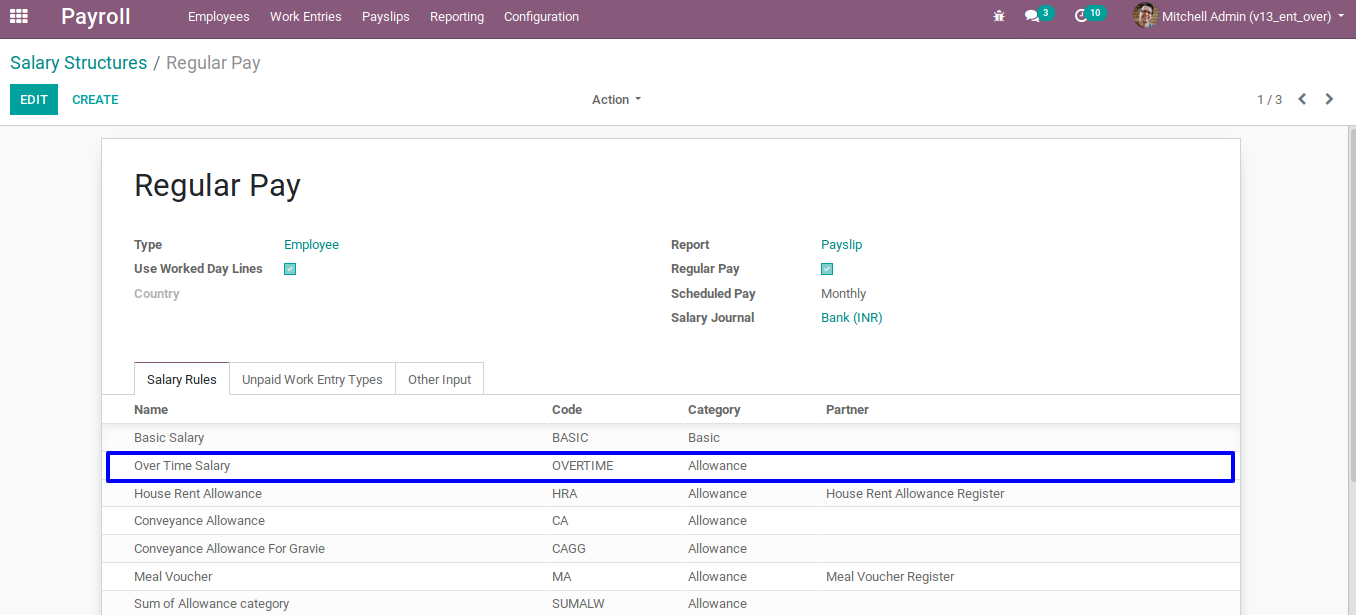 Payroll Employees Work Entries Payslips Reporting Configuration 3 10 Mitchell Admin (v13_ent_over)
Salary Structures / Regular Pay
EDIT CREATE Action 1 / 3
Regular Pay
Type Employee Report Payslip
Use Worked Day Lines Regular Pay
Country Scheduled Pay Monthly
Salary Journal Bank (INR)
Salary Rules Unpaid Work Entry Types Other Input
Name Code Category Partner
Basic Salary BASIC Basic
Over Time Salary OVERTIME Allowance
House Rent Allowance HRA Allowance House Rent Allowance Register
Conveyance Allowance CA Allowance
Conveyance Allowance For Gravie CAGG Allowance
Meal Voucher MA Allowance Meal Voucher Register
Sum of Allowance category SUMALW Allowance